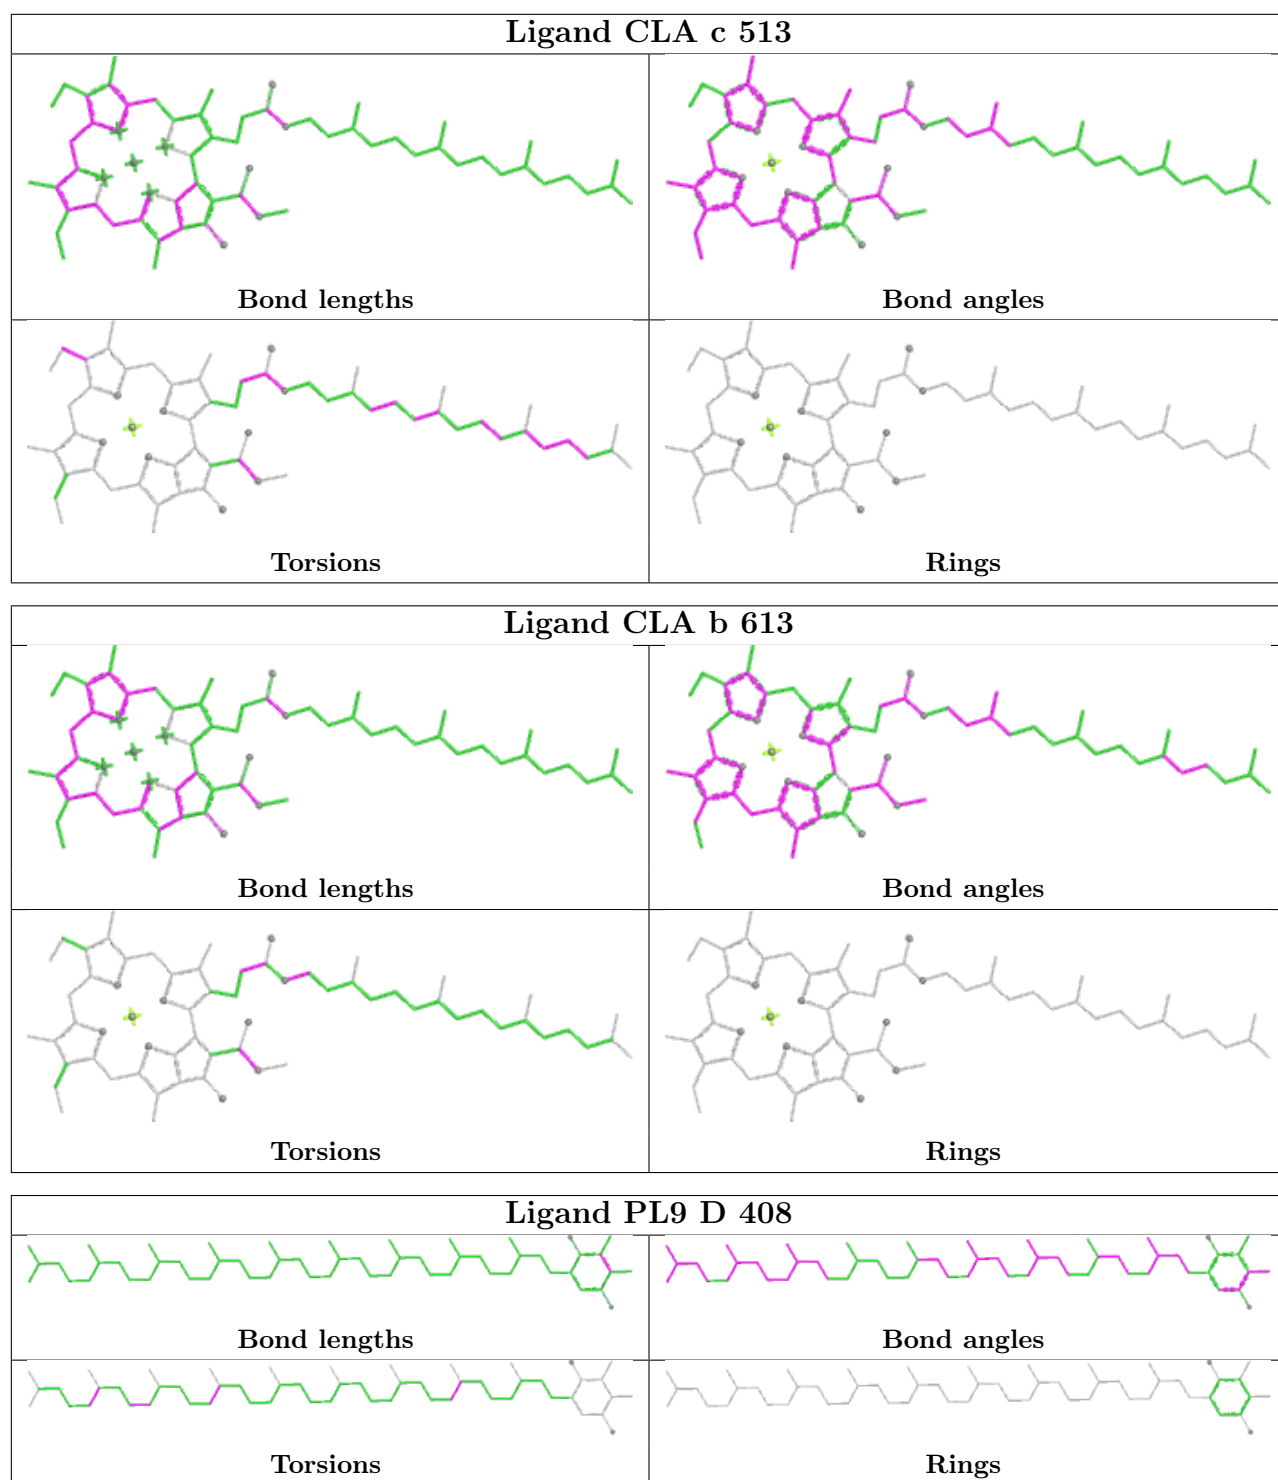 Ligand CLA c 513
Bond lengths
Bond angles
Torsions
Rings
Ligand CLA b 613
Bond lengths
Bond angles
Torsions
Rings
Ligand PL9 D 408
Bond lengths
Bond angles
Torsions
Rings